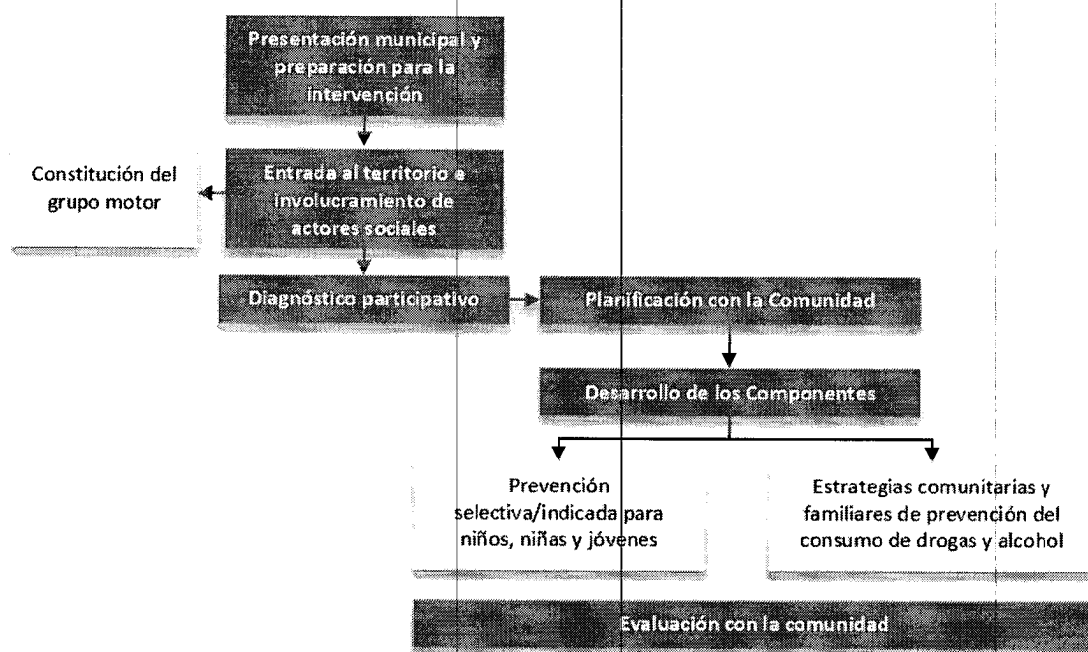 Presentación municipal y
preparación para la
intervención
Constitución del
grupo motor
Entrada al territorio e
involucramiento de
actores sociales
Diagnóstico participativo
Planificación con la Comunidad
Desarrollo de los Componentes
Prevención
selectiva/indicada para
niños, niñas y jóvenes
Estrategias comunitarias y
familiares de prevención del
consumo de drogas y alcohol
Evaluación con la comunidad